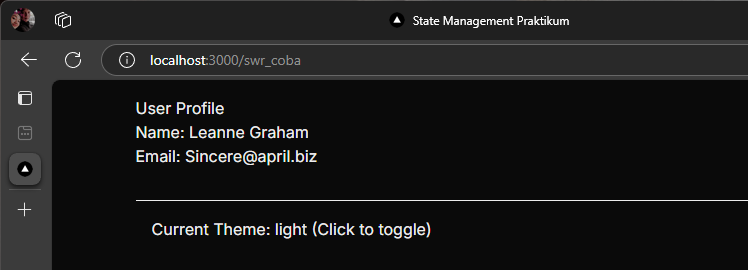 State Management Praktikum
localhost:3000/swr_coba
User Profile
Name: Leanne Graham
Email: Sincere@april.biz
Current Theme: light (Click to toggle)